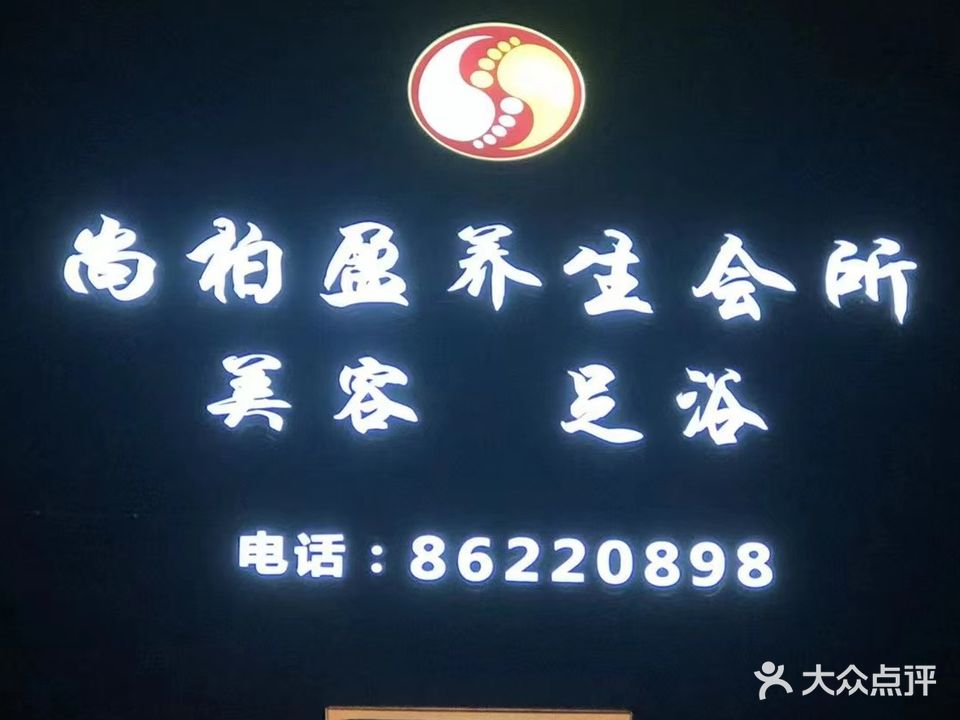 尚柏盈养生会所
美容 足浴
电话：86220898
大众点评